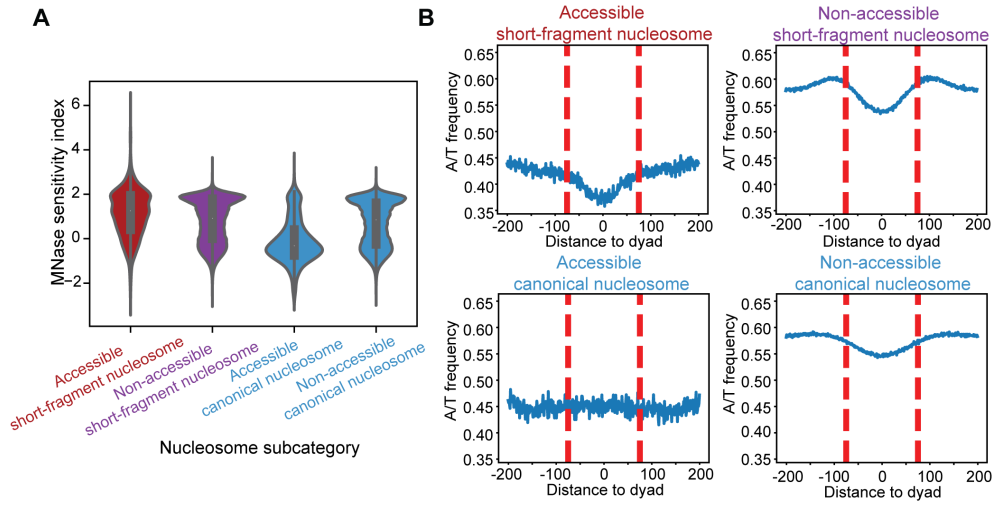 A
MNase sensitivity index
6
4
2
0
−2
Accessible
short-fragment nucleosome
Non-accessible
short-fragment nucleosome
Accessible
canonical nucleosome
Non-accessible
canonical nucleosome
Nucleosome subcategory
B
Accessible
short-fragment nucleosome
A/T frequency
0.65
0.60
0.55
0.50
0.45
0.40
0.35
-200 -100 0 100 200
Distance to dyad
Non-accessible
short-fragment nucleosome
A/T frequency
0.65
0.60
0.55
0.50
0.45
0.40
0.35
-200 -100 0 100 200
Distance to dyad
Accessible
canonical nucleosome
A/T frequency
0.65
0.60
0.55
0.50
0.45
0.40
0.35
-200 -100 0 100 200
Distance to dyad
Non-accessible
canonical nucleosome
A/T frequency
0.65
0.60
0.55
0.50
0.45
0.40
0.35
-200 -100 0 100 200
Distance to dyad